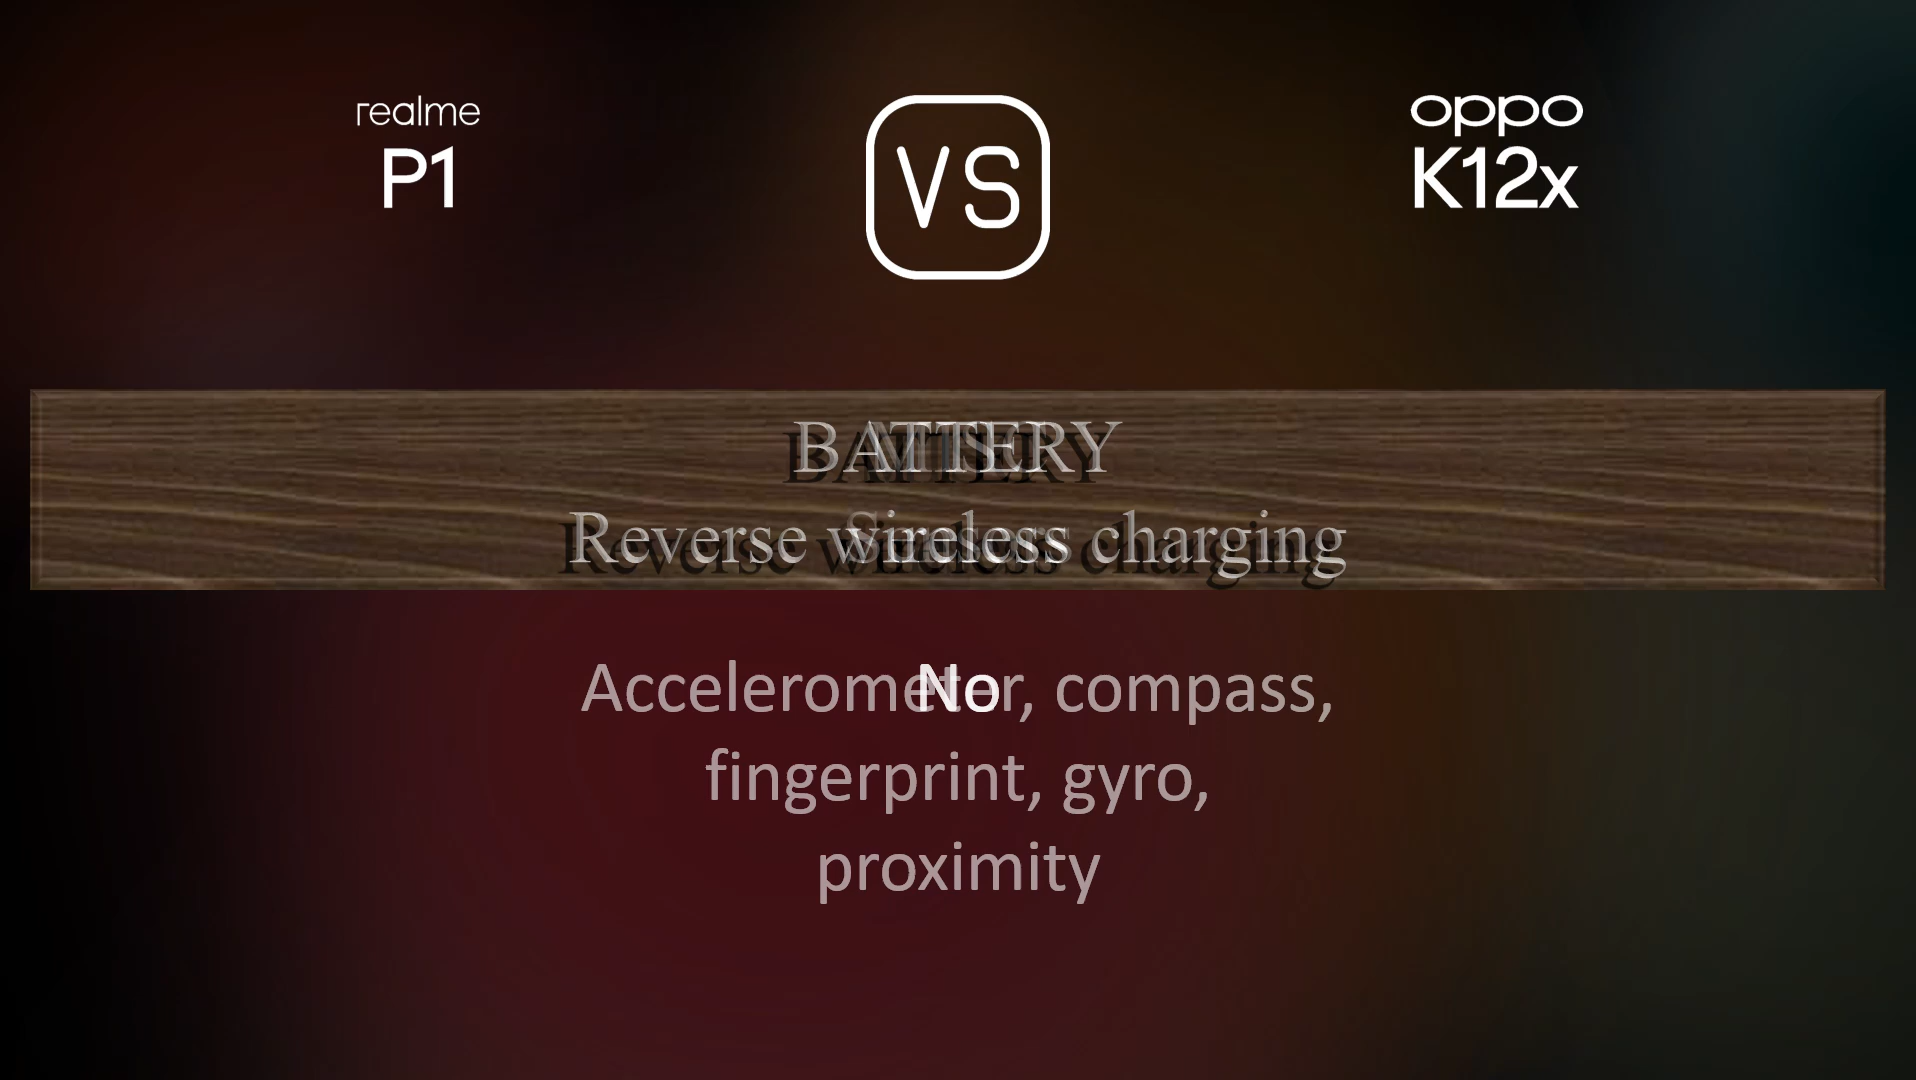 realme
P1
VS
oppo
K12x
BATTERY
Reverse wireless charging
No
Accelerometer, compass,
fingerprint, gyro,
proximity